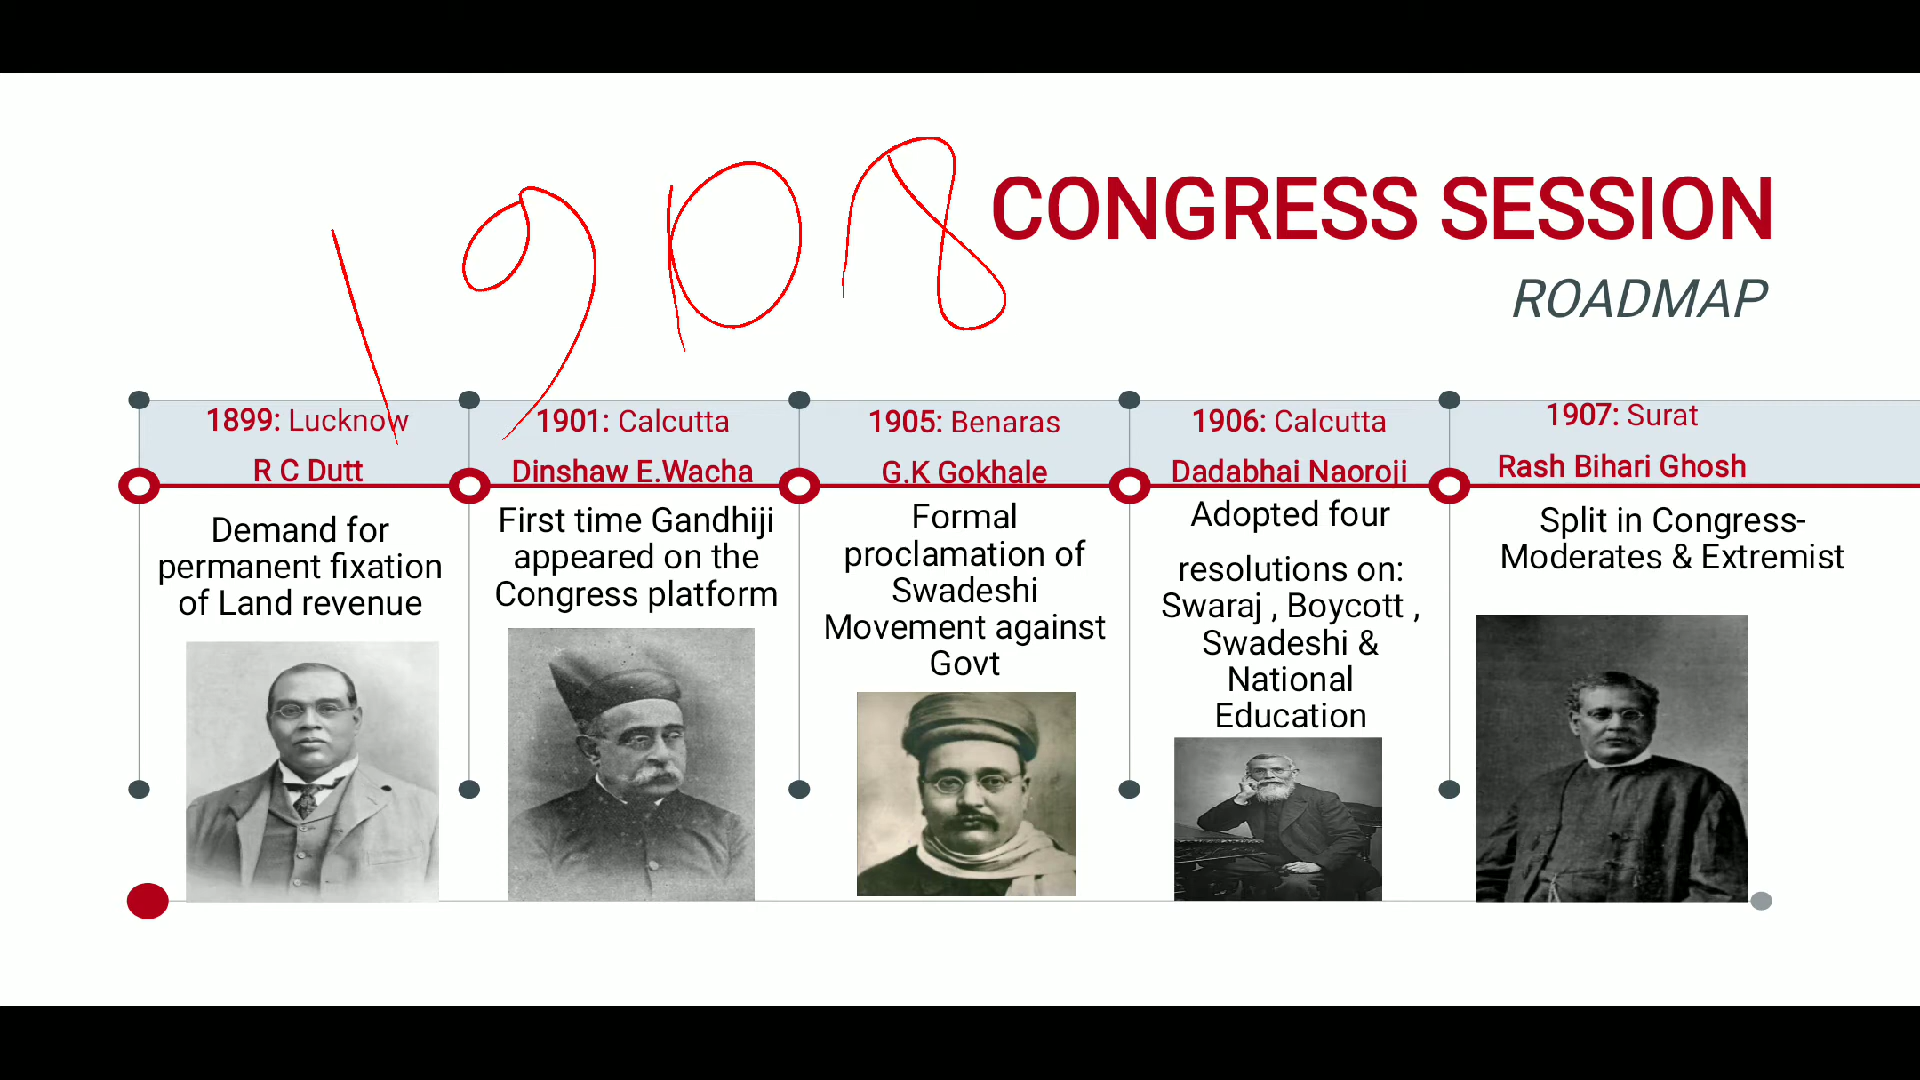 1908
CONGRESS SESSION
ROADMAP
1899: Lucknow
R C Dutt
Demand for
permanent fixation
of Land revenue
1901: Calcutta
Dinshaw E.Wacha
First time Gandhiji
appeared on the
Congress platform
1905: Benaras
G.K Gokhale
Formal
proclamation of
Swadeshi
Movement against
Govt
1906: Calcutta
Dadabhai Naoroji
Adopted four
resolutions on:
Swaraj , Boycott ,
Swadeshi &
National
Education
1907: Surat
Rash Bihari Ghosh
Split in Congress-
Moderates & Extremist